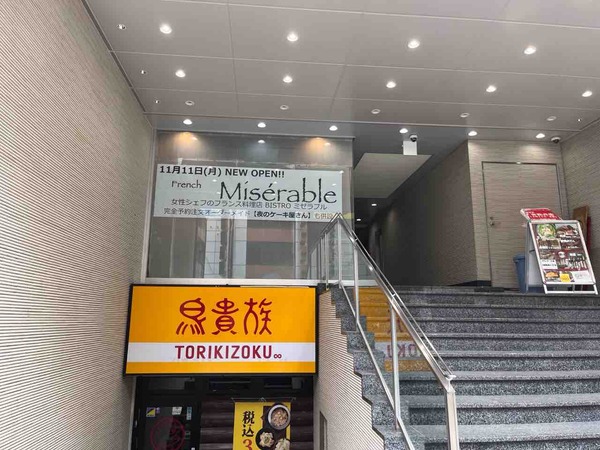 11月11日(月) NEW OPEN!!
French Misérable
女性シェフのフランス料理店 BISTRO ミゼラブル
完全予約注文オーダーメイド【夜のケーキ屋さん】も併設
鳥貴族
TORIKIZOKU∞
税込
3